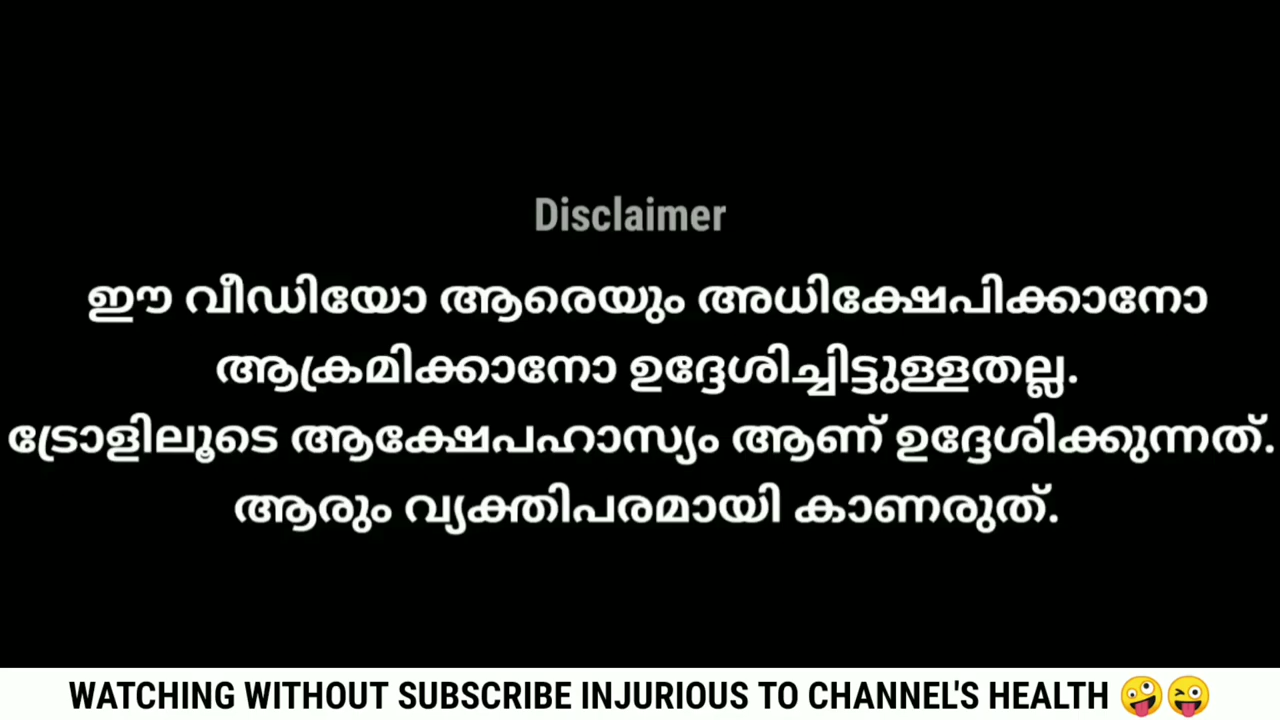 Disclaimer
ഈ വീഡിയോ ആരെയും അധിക്ഷേപിക്കാനോ
ആക്രമിക്കാനോ ഉദ്ദേശിച്ചിട്ടുള്ളതല്ല.
ട്രോളിലൂടെ ആക്ഷേപഹാസ്യം ആണ് ഉദ്ദേശിക്കുന്നത്.
ആരും വ്യക്തിപരമായി കാണരുത്.
WATCHING WITHOUT SUBSCRIBE INJURIOUS TO CHANNEL'S HEALTH 🤪😜